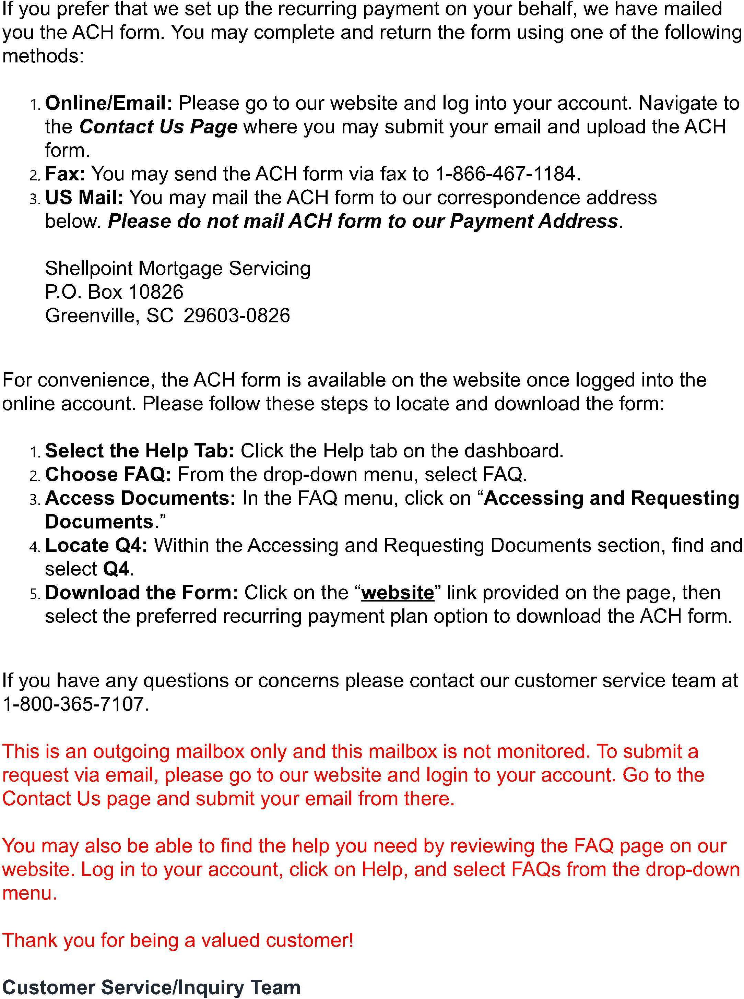 If you prefer that we set up the recurring payment on your behalf, we have mailed
you the ACH form. You may complete and return the form using one of the following
methods:
1. Online/Email: Please go to our website and log into your account. Navigate to
the Contact Us Page where you may submit your email and upload the ACH
form.
2. Fax: You may send the ACH form via fax to 1-866-467-1184.
3. US Mail: You may mail the ACH form to our correspondence address
below. Please do not mail ACH form to our Payment Address.
Shellpoint Mortgage Servicing
P.O. Box 10826
Greenville, SC  29603-0826
For convenience, the ACH form is available on the website once logged into the
online account. Please follow these steps to locate and download the form:
1. Select the Help Tab: Click the Help tab on the dashboard.
2. Choose FAQ: From the drop-down menu, select FAQ.
3. Access Documents: In the FAQ menu, click on “Accessing and Requesting
Documents.”
4. Locate Q4: Within the Accessing and Requesting Documents section, find and
select Q4.
5. Download the Form: Click on the “website” link provided on the page, then
select the preferred recurring payment plan option to download the ACH form.
If you have any questions or concerns please contact our customer service team at
1-800-365-7107.
This is an outgoing mailbox only and this mailbox is not monitored. To submit a
request via email, please go to our website and login to your account. Go to the
Contact Us page and submit your email from there.
You may also be able to find the help you need by reviewing the FAQ page on our
website. Log in to your account, click on Help, and select FAQs from the drop-down
menu.
Thank you for being a valued customer!
Customer Service/Inquiry Team